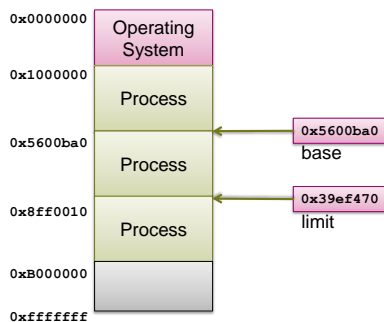 0x0000000
Operating
System
0x1000000
Process
0x5600ba0
0x5600ba0
base
Process
0x8ff0010
0x39ef470
limit
Process
0xB000000
0xfffffff